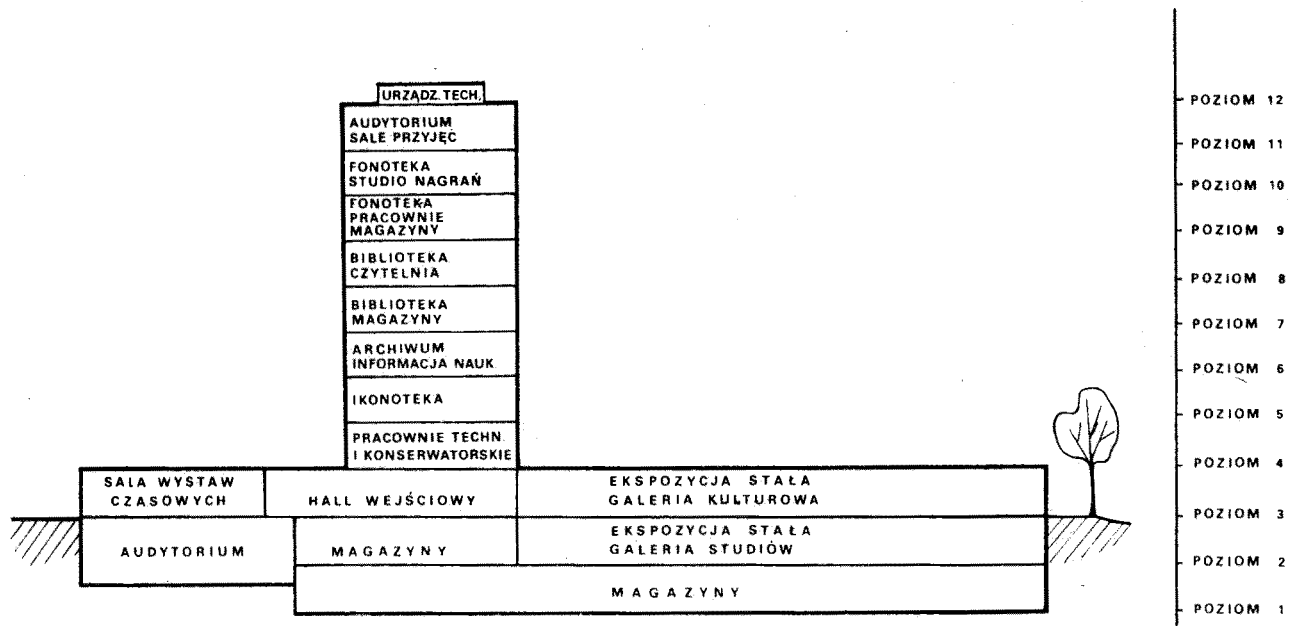 URZĄDZ. TECH.
AUDYTORIUM
SALE PRZYJĘĆ
FONOTEKA
STUDIO NAGRAŃ
FONOTEKA
PRACOWNIE
MAGAZYNY
BIBLIOTEKA
CZYTELNIA
BIBLIOTEKA
MAGAZYNY
ARCHIWUM
INFORMACJA NAUK.
IKONOTEKA
PRACOWNIE TECHN.
I KONSERWATORSKIE
SALA WYSTAW
CZASOWYCH
HALL WEJŚCIOWY
EKSPOZYCJA STAŁA
GALERIA KULTUROWA
AUDYTORIUM
MAGAZYNY
EKSPOZYCJA STAŁA
GALERIA STUDIÓW
MAGAZYNY
POZIOM 12
POZIOM 11
POZIOM 10
POZIOM 9
POZIOM 8
POZIOM 7
POZIOM 6
POZIOM 5
POZIOM 4
POZIOM 3
POZIOM 2
POZIOM 1